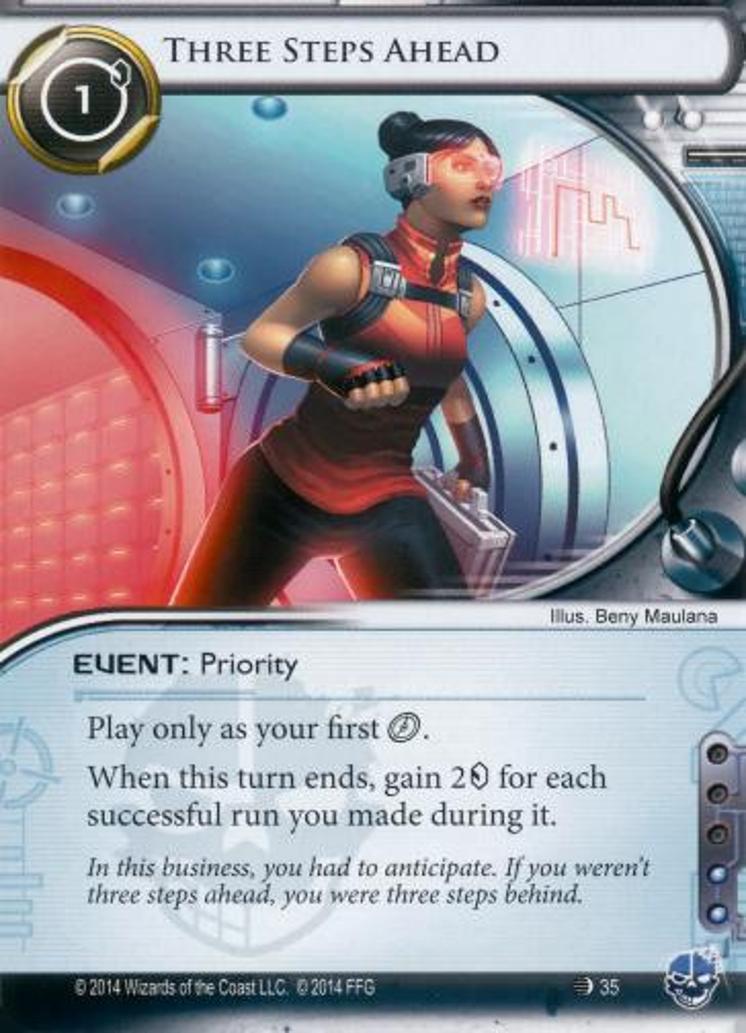 THREE STEPS AHEAD
1
Illus. Beny Maulana
EVENT: Priority
Play only as your first .
When this turn ends, gain 2 for each
successful run you made during it.
In this business, you had to anticipate. If you weren't
three steps ahead, you were three steps behind.
© 2014 Wizards of the Coast LLC. © 2014 FFG
35